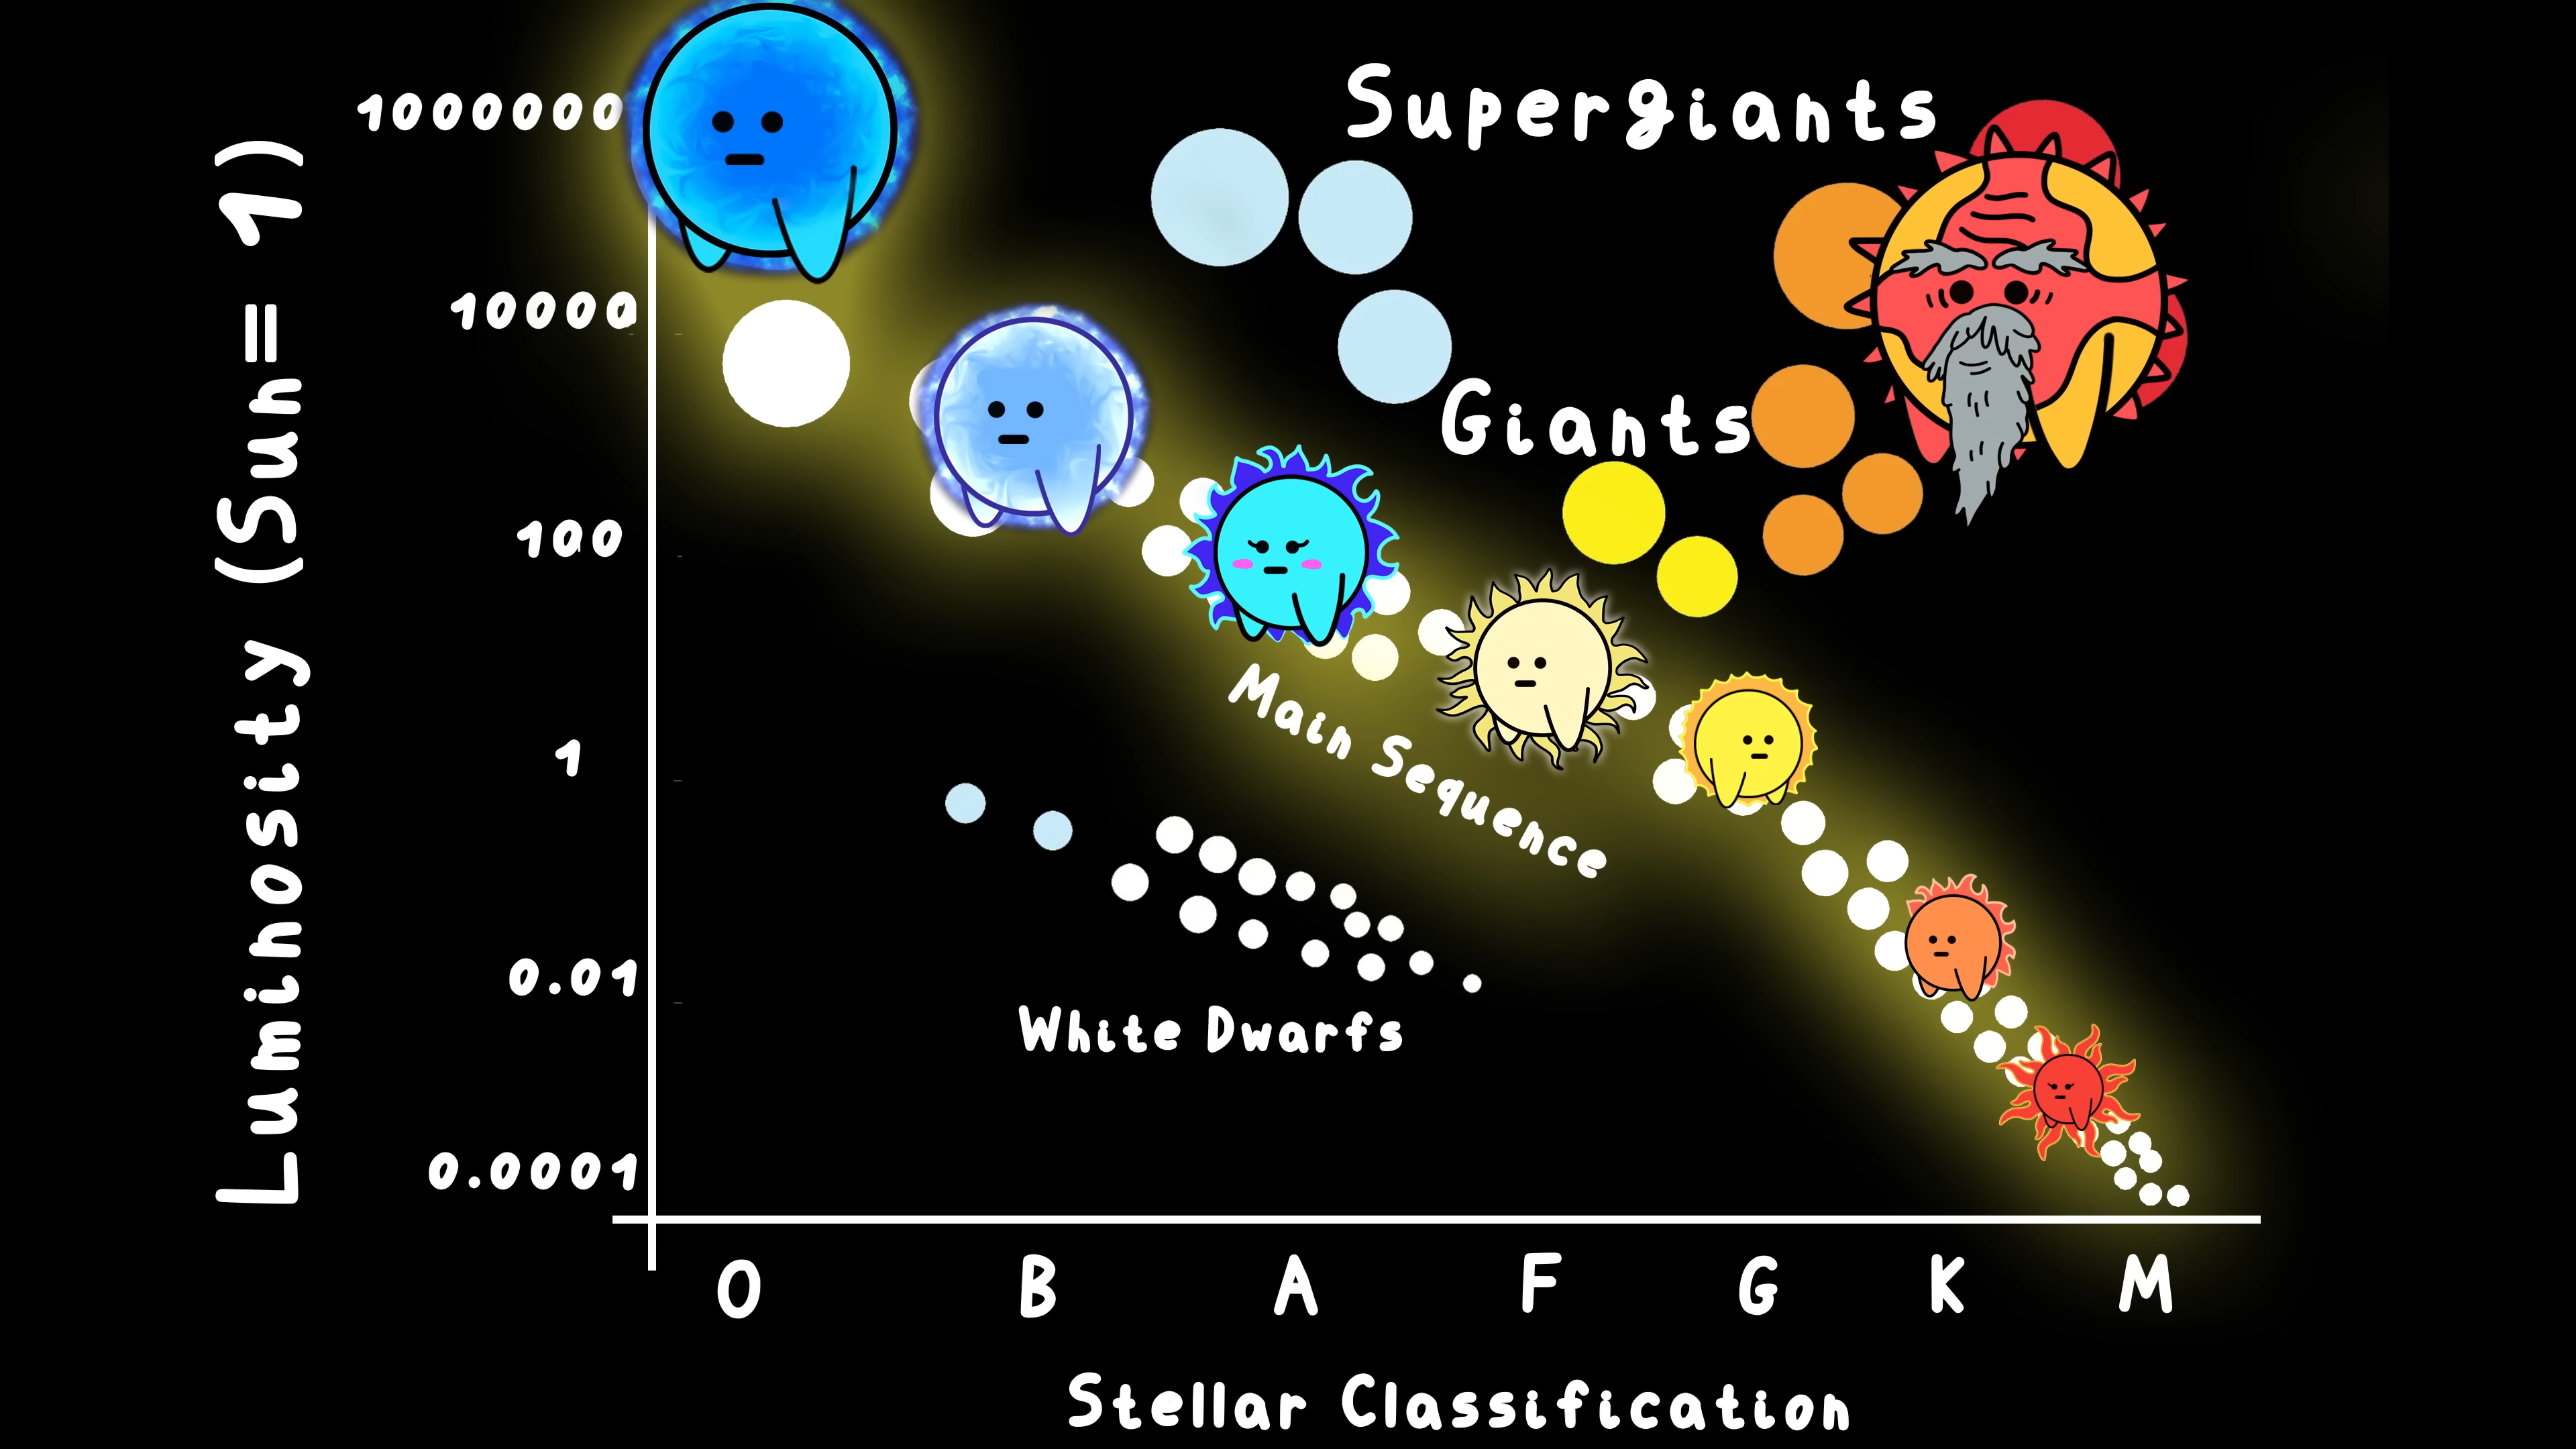 Luminosity (Sun= 1)
1000000
10000
100
1
0.01
0.0001
Supergiants
Giants
Main Sequence
White Dwarfs
O B A F G K M
Stellar Classification